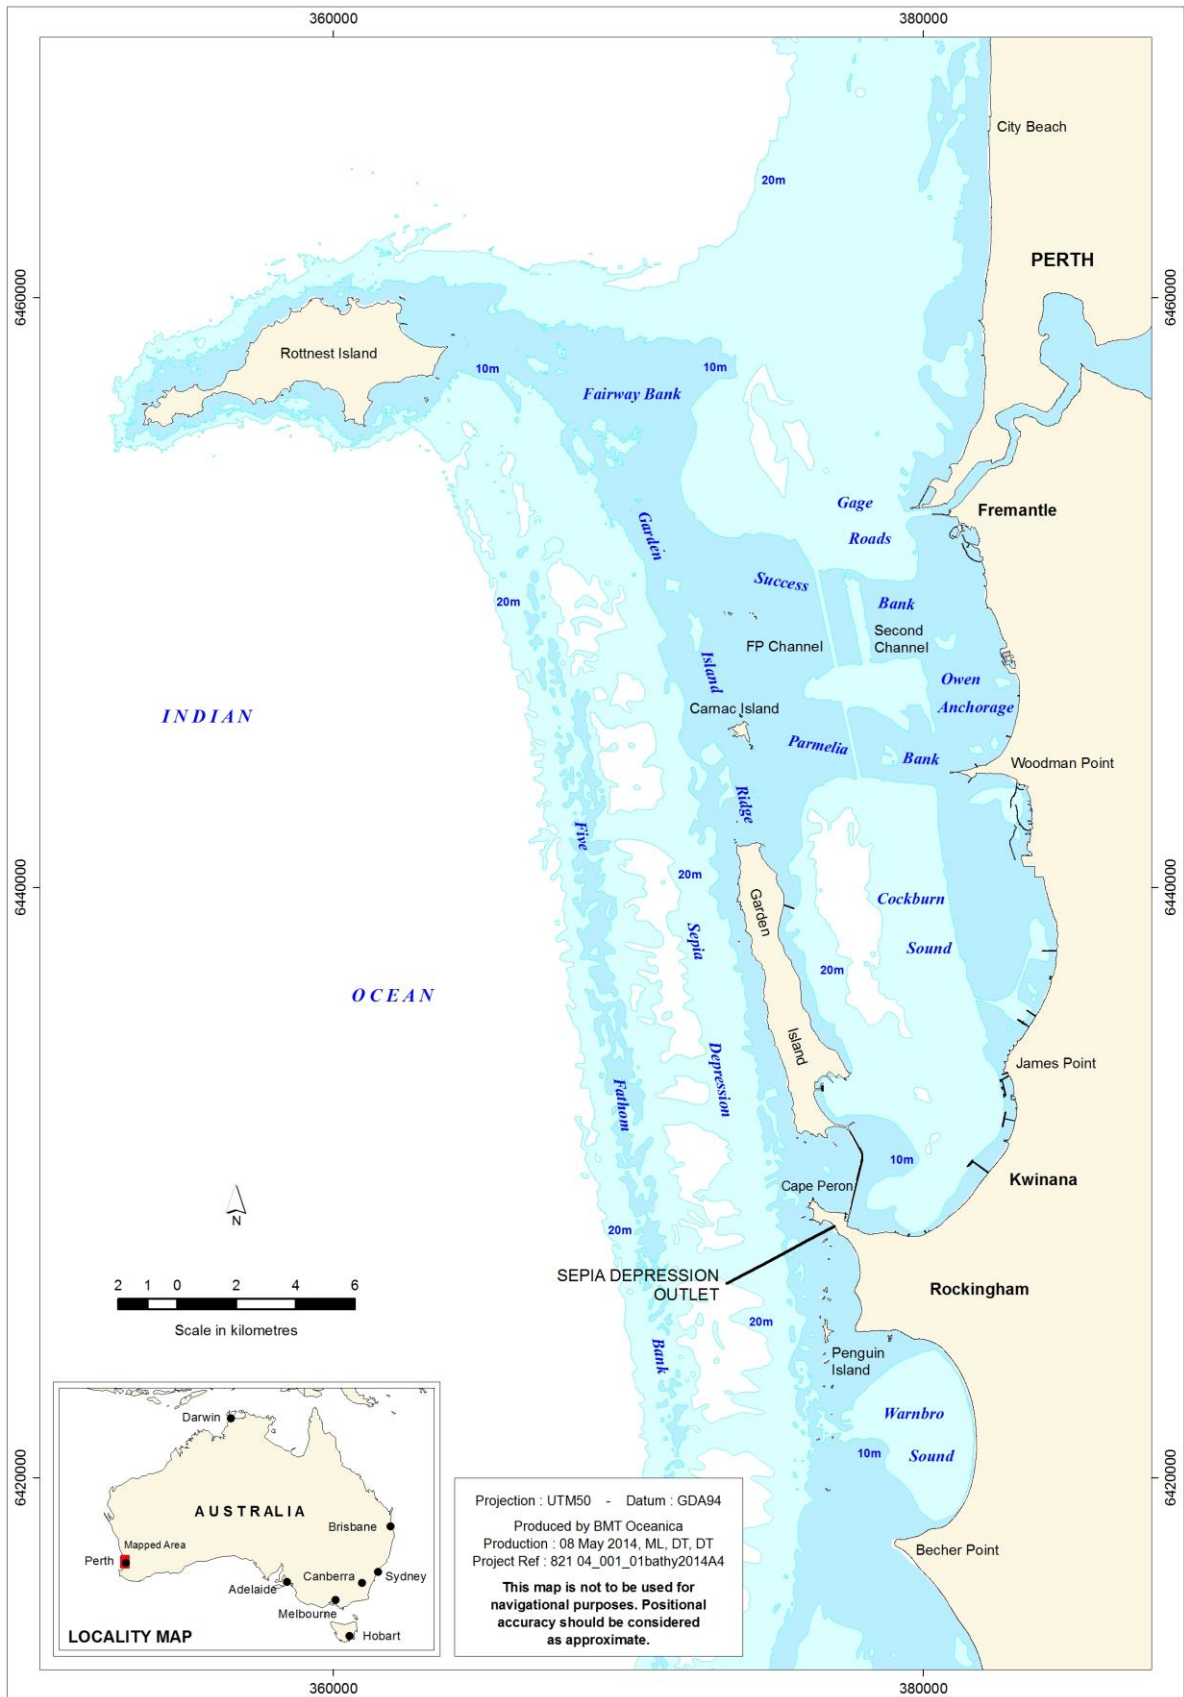 360000
380000
City Beach
20m
PERTH
6460000
6460000
Rottnest Island
10m
10m
Fairway Bank
Gage
Roads
Fremantle
Garden
Island
Ridge
Success
Bank
20m
FP Channel
Second
Channel
Owen
Anchorage
Carnac Island
INDIAN
OCEAN
Parmelia
Bank
Woodman Point
Five
Fathom
Bank
20m
6440000
6440000
Garden
Island
Cockburn
Sound
Sepia
Depression
20m
James Point
10m
Cape Peron
Kwinana
N
20m
SEPIA DEPRESSION
OUTLET
Rockingham
2 1 0 2 4 6
Scale in kilometres
20m
Penguin
Island
Warnbro
Sound
10m
6420000
6420000
Becher Point
Darwin
AUSTRALIA
Brisbane
Mapped Area
Perth
Adelaide
Canberra
Sydney
Melbourne
Hobart
LOCALITY MAP
Projection : UTM50 - Datum : GDA94
Produced by BMT Oceanica
Production : 08 May 2014, ML, DT, DT
Project Ref : 821 04_001_01bathy2014A4
This map is not to be used for
navigational purposes. Positional
accuracy should be considered
as approximate.
360000
380000